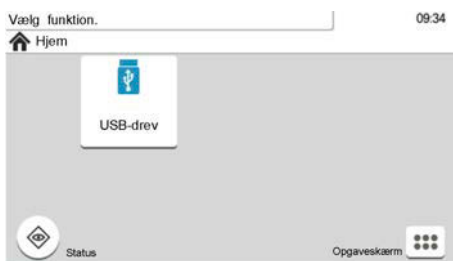 Vælg funktion.
09:34
Hjem
USB-drev
Status
Opgaveskærm